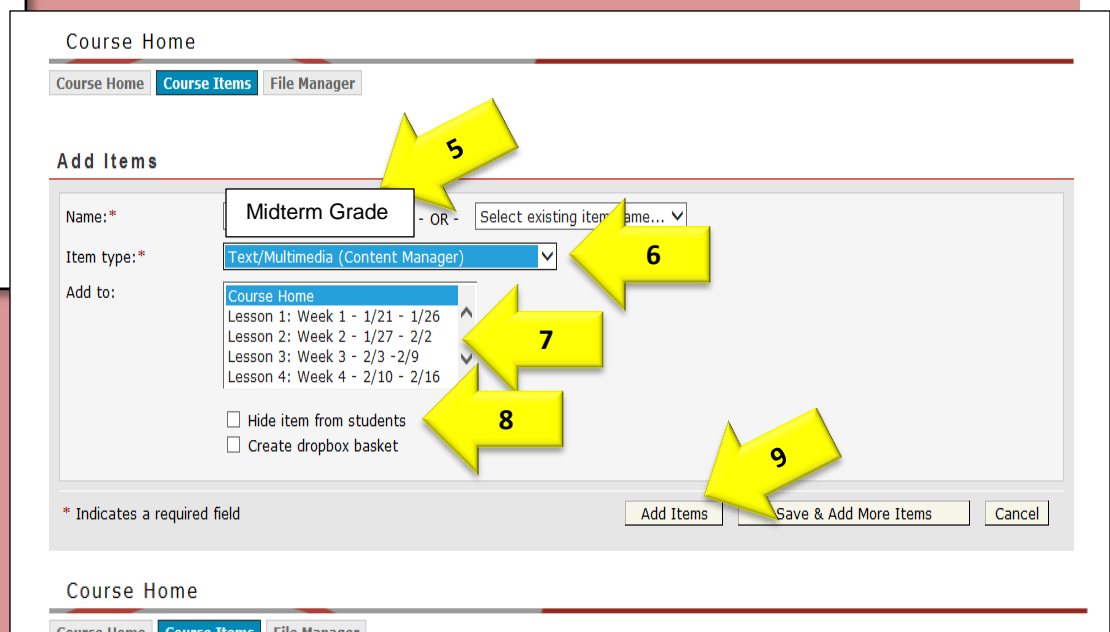 Course Home
Course Home Course Items File Manager
5
Add Items
Name:* Midterm Grade - OR - Select existing item name...
Item type:* Text/Multimedia (Content Manager) 6
Add to: Course Home
Lesson 1: Week 1 - 1/21 - 1/26
Lesson 2: Week 2 - 1/27 - 2/2
Lesson 3: Week 3 - 2/3 -2/9 7
Lesson 4: Week 4 - 2/10 - 2/16
Hide item from students 8
Create dropbox basket
9
* Indicates a required field Add Items Save & Add More Items Cancel
Course Home
Course Home Course Items File Manager